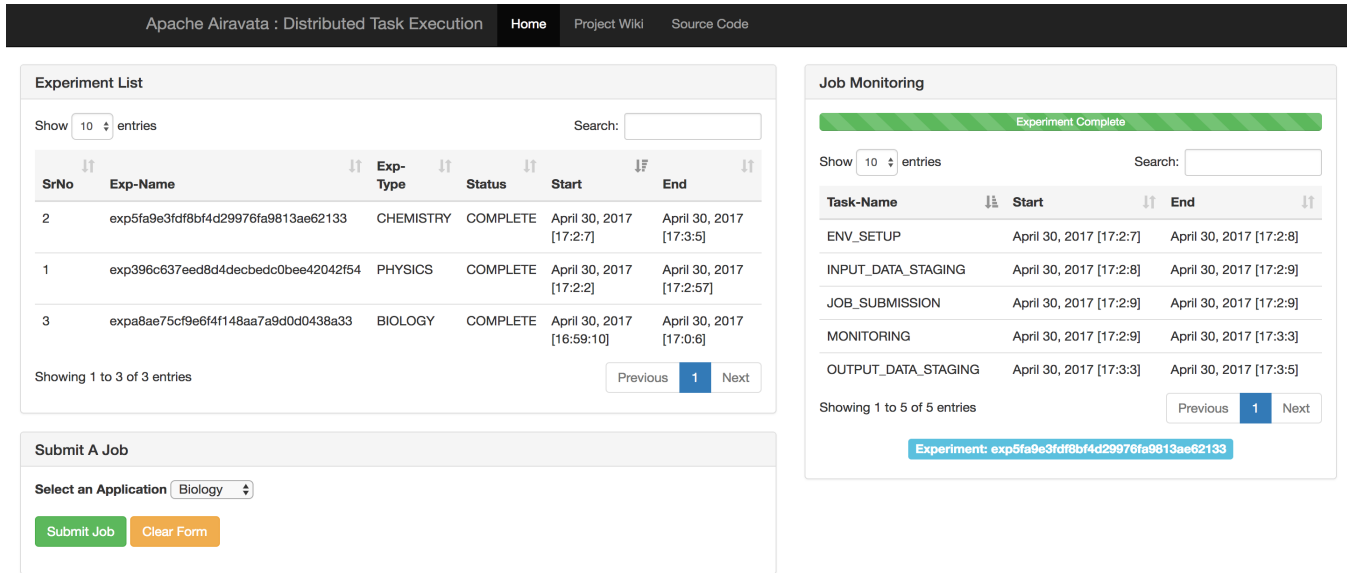 Apache Airavata : Distributed Task Execution Home Project Wiki Source Code
Experiment List
Show 10 entries Search:
SrNo Exp-Name Exp-Type Status Start End
2 exp5fa9e3fdf8bf4d29976fa9813ae62133 CHEMISTRY COMPLETE April 30, 2017 [17:2:7] April 30, 2017 [17:3:5]
1 exp396c637eed8d4decbedc0bee42042f54 PHYSICS COMPLETE April 30, 2017 [17:2:2] April 30, 2017 [17:2:57]
3 expa8ae75cf9e6f4f148aa7a9d0d0438a33 BIOLOGY COMPLETE April 30, 2017 [16:59:10] April 30, 2017 [17:0:6]
Showing 1 to 3 of 3 entries Previous 1 Next
Submit A Job
Select an Application Biology
Submit Job Clear Form
Job Monitoring
Experiment Complete
Show 10 entries Search:
Task-Name Start End
ENV_SETUP April 30, 2017 [17:2:7] April 30, 2017 [17:2:8]
INPUT_DATA_STAGING April 30, 2017 [17:2:8] April 30, 2017 [17:2:9]
JOB_SUBMISSION April 30, 2017 [17:2:9] April 30, 2017 [17:2:9]
MONITORING April 30, 2017 [17:2:9] April 30, 2017 [17:3:3]
OUTPUT_DATA_STAGING April 30, 2017 [17:3:3] April 30, 2017 [17:3:5]
Showing 1 to 5 of 5 entries Previous 1 Next
Experiment: exp5fa9e3fdf8bf4d29976fa9813ae62133